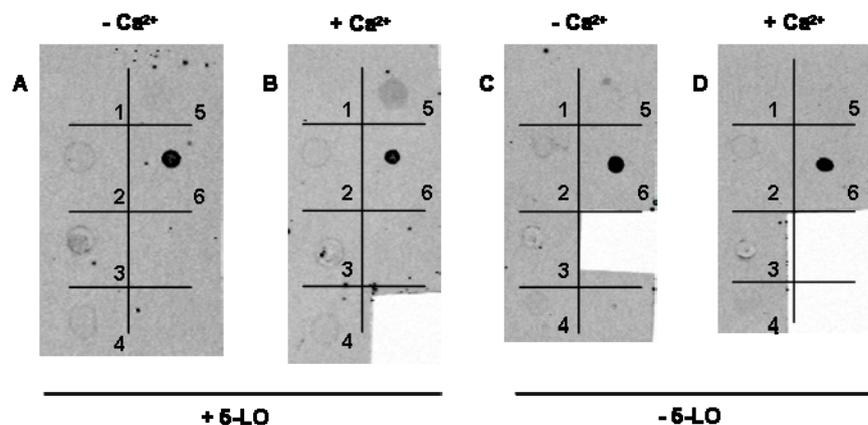 - Ca²⁺ + Ca²⁺ - Ca²⁺ + Ca²⁺
A B C D
1 5 1 5 1 5 1 5
2 6 2 6 2 6 2 6
3 3 3 3
4 4 4 4
+ 5-LO - 5-LO